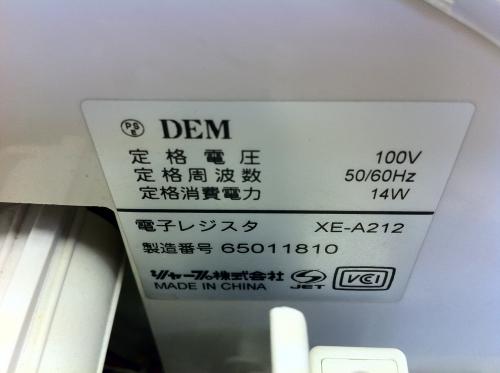 PS E DEM
定格電圧 100V
定格周波数 50/60Hz
定格消費電力 14W
電子レジスタ XE-A212
製造番号 65011810
シャープ株式会社 JET VCI
MADE IN CHINA